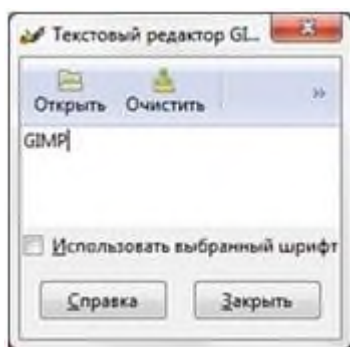 Текстовый редактор GI...
Открыть Очистить »
GIMP
Использовать выбранный шрифт
Справка Закрыть